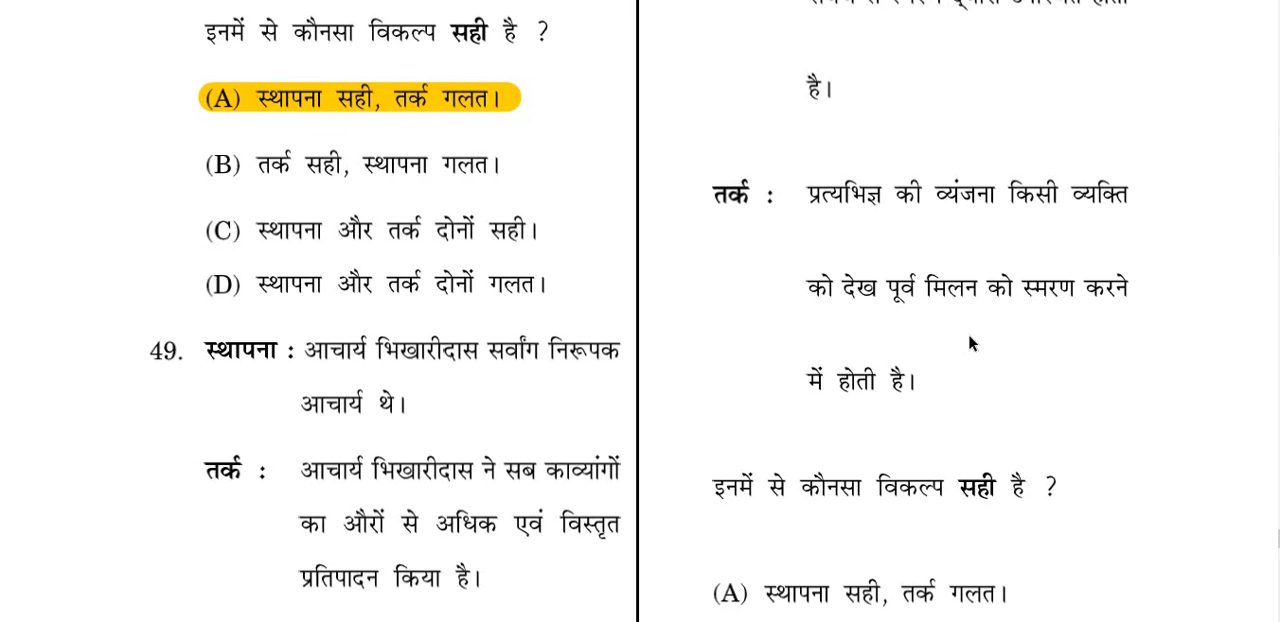 इनमें से कौनसा विकल्प सही है ?
(A) स्थापना सही, तर्क गलत।
(B) तर्क सही, स्थापना गलत।
(C) स्थापना और तर्क दोनों सही।
(D) स्थापना और तर्क दोनों गलत।
49. स्थापना : आचार्य भिखारीदास सर्वांग निरूपक
आचार्य थे।
तर्क : आचार्य भिखारीदास ने सब काव्यांगों
का औरों से अधिक एवं विस्तृत
प्रतिपादन किया है।
है।
तर्क : प्रत्यभिज्ञ की व्यंजना किसी व्यक्ति
को देख पूर्व मिलन को स्मरण करने
में होती है।
इनमें से कौनसा विकल्प सही है ?
(A) स्थापना सही, तर्क गलत।